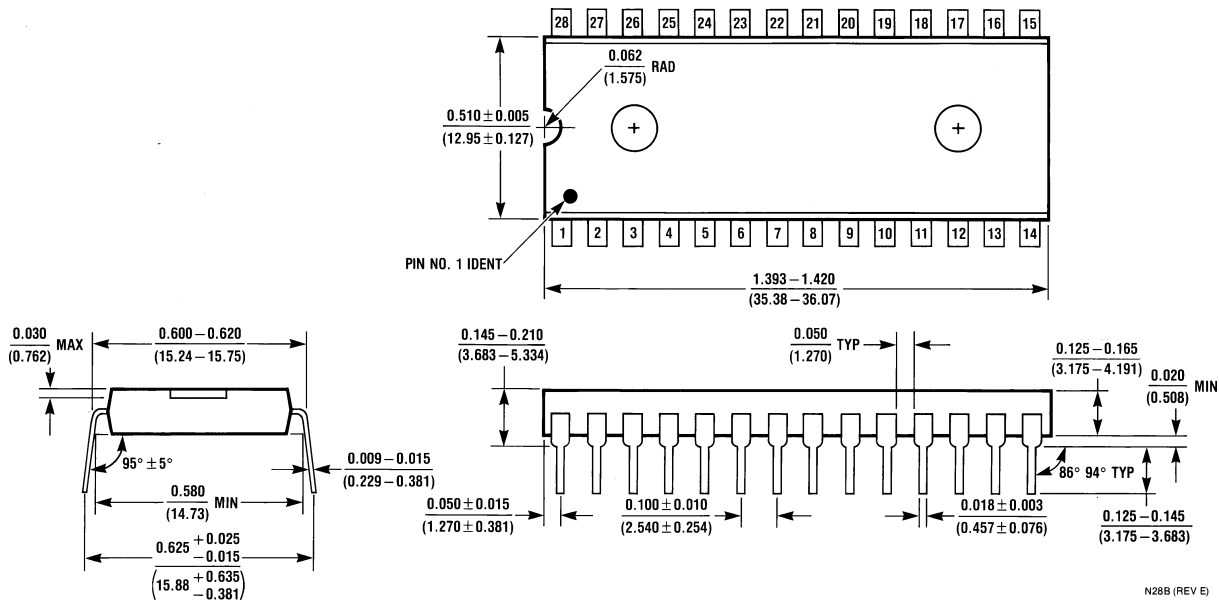 28 27 26 25 24 23 22 21 20 19 18 17 16 15
0.062
(1.575)
RAD
0.510 ± 0.005
(12.95 ± 0.127)
PIN NO. 1 IDENT
1 2 3 4 5 6 7 8 9 10 11 12 13 14
1.393 – 1.420
(35.38 – 36.07)
0.030
(0.762)
MAX
0.600 – 0.620
(15.24 – 15.75)
95° ± 5°
0.009 – 0.015
(0.229 – 0.381)
0.580
(14.73)
MIN
0.625 + 0.025
– 0.015
(15.88 + 0.635
– 0.381)
0.145 – 0.210
(3.683 – 5.334)
0.050
(1.270)
TYP
0.125 – 0.165
(3.175 – 4.191)
0.020
(0.508)
MIN
86° 94° TYP
0.050 ± 0.015
(1.270 ± 0.381)
0.100 ± 0.010
(2.540 ± 0.254)
0.018 ± 0.003
(0.457 ± 0.076)
0.125 – 0.145
(3.175 – 3.683)
N28B (REV E)